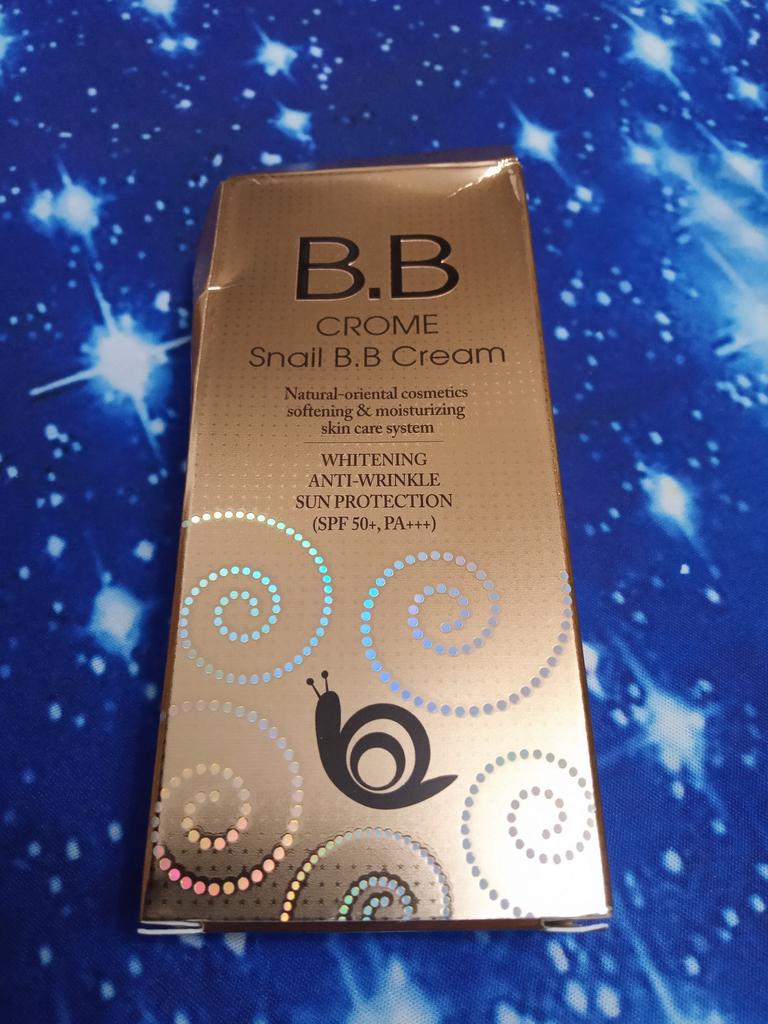 B.B
CROME
Snail B.B Cream
Natural-oriental cosmetics
softening & moisturizing
skin care system
WHITENING
ANTI-WRINKLE
SUN PROTECTION
(SPF 50+, PA+++)